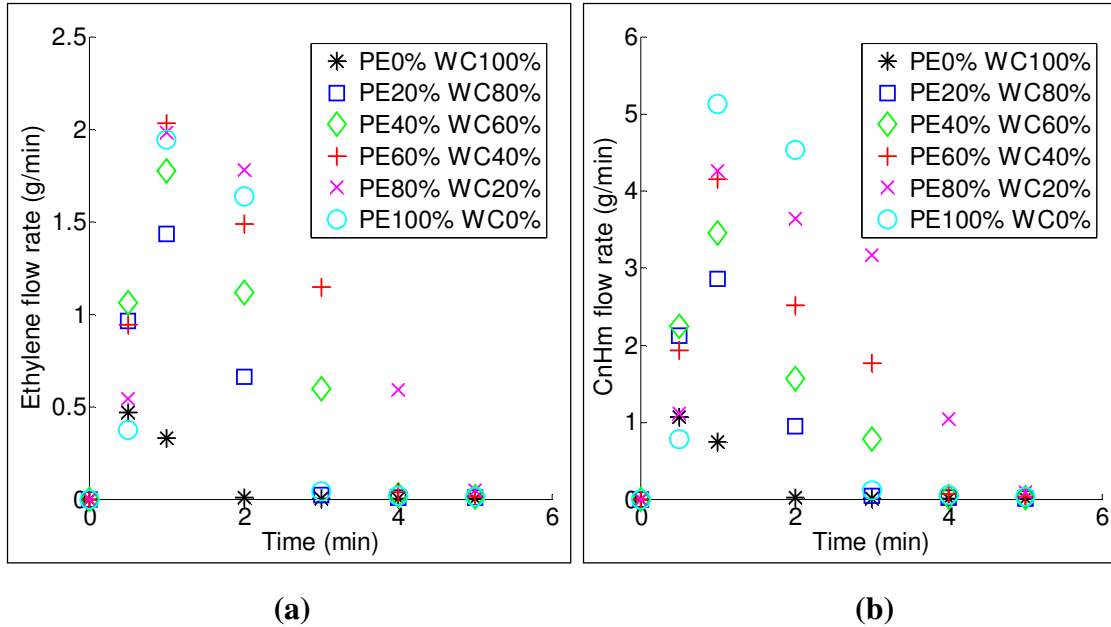 2.5
2
1.5
1
0.5
0
0
2
4
6
Ethylene flow rate (g/min)
Time (min)
PE0% WC100%
PE20% WC80%
PE40% WC60%
PE60% WC40%
PE80% WC20%
PE100% WC0%
(a)
6
5
4
3
2
1
0
0
2
4
6
CnHm flow rate (g/min)
Time (min)
PE0% WC100%
PE20% WC80%
PE40% WC60%
PE60% WC40%
PE80% WC20%
PE100% WC0%
(b)